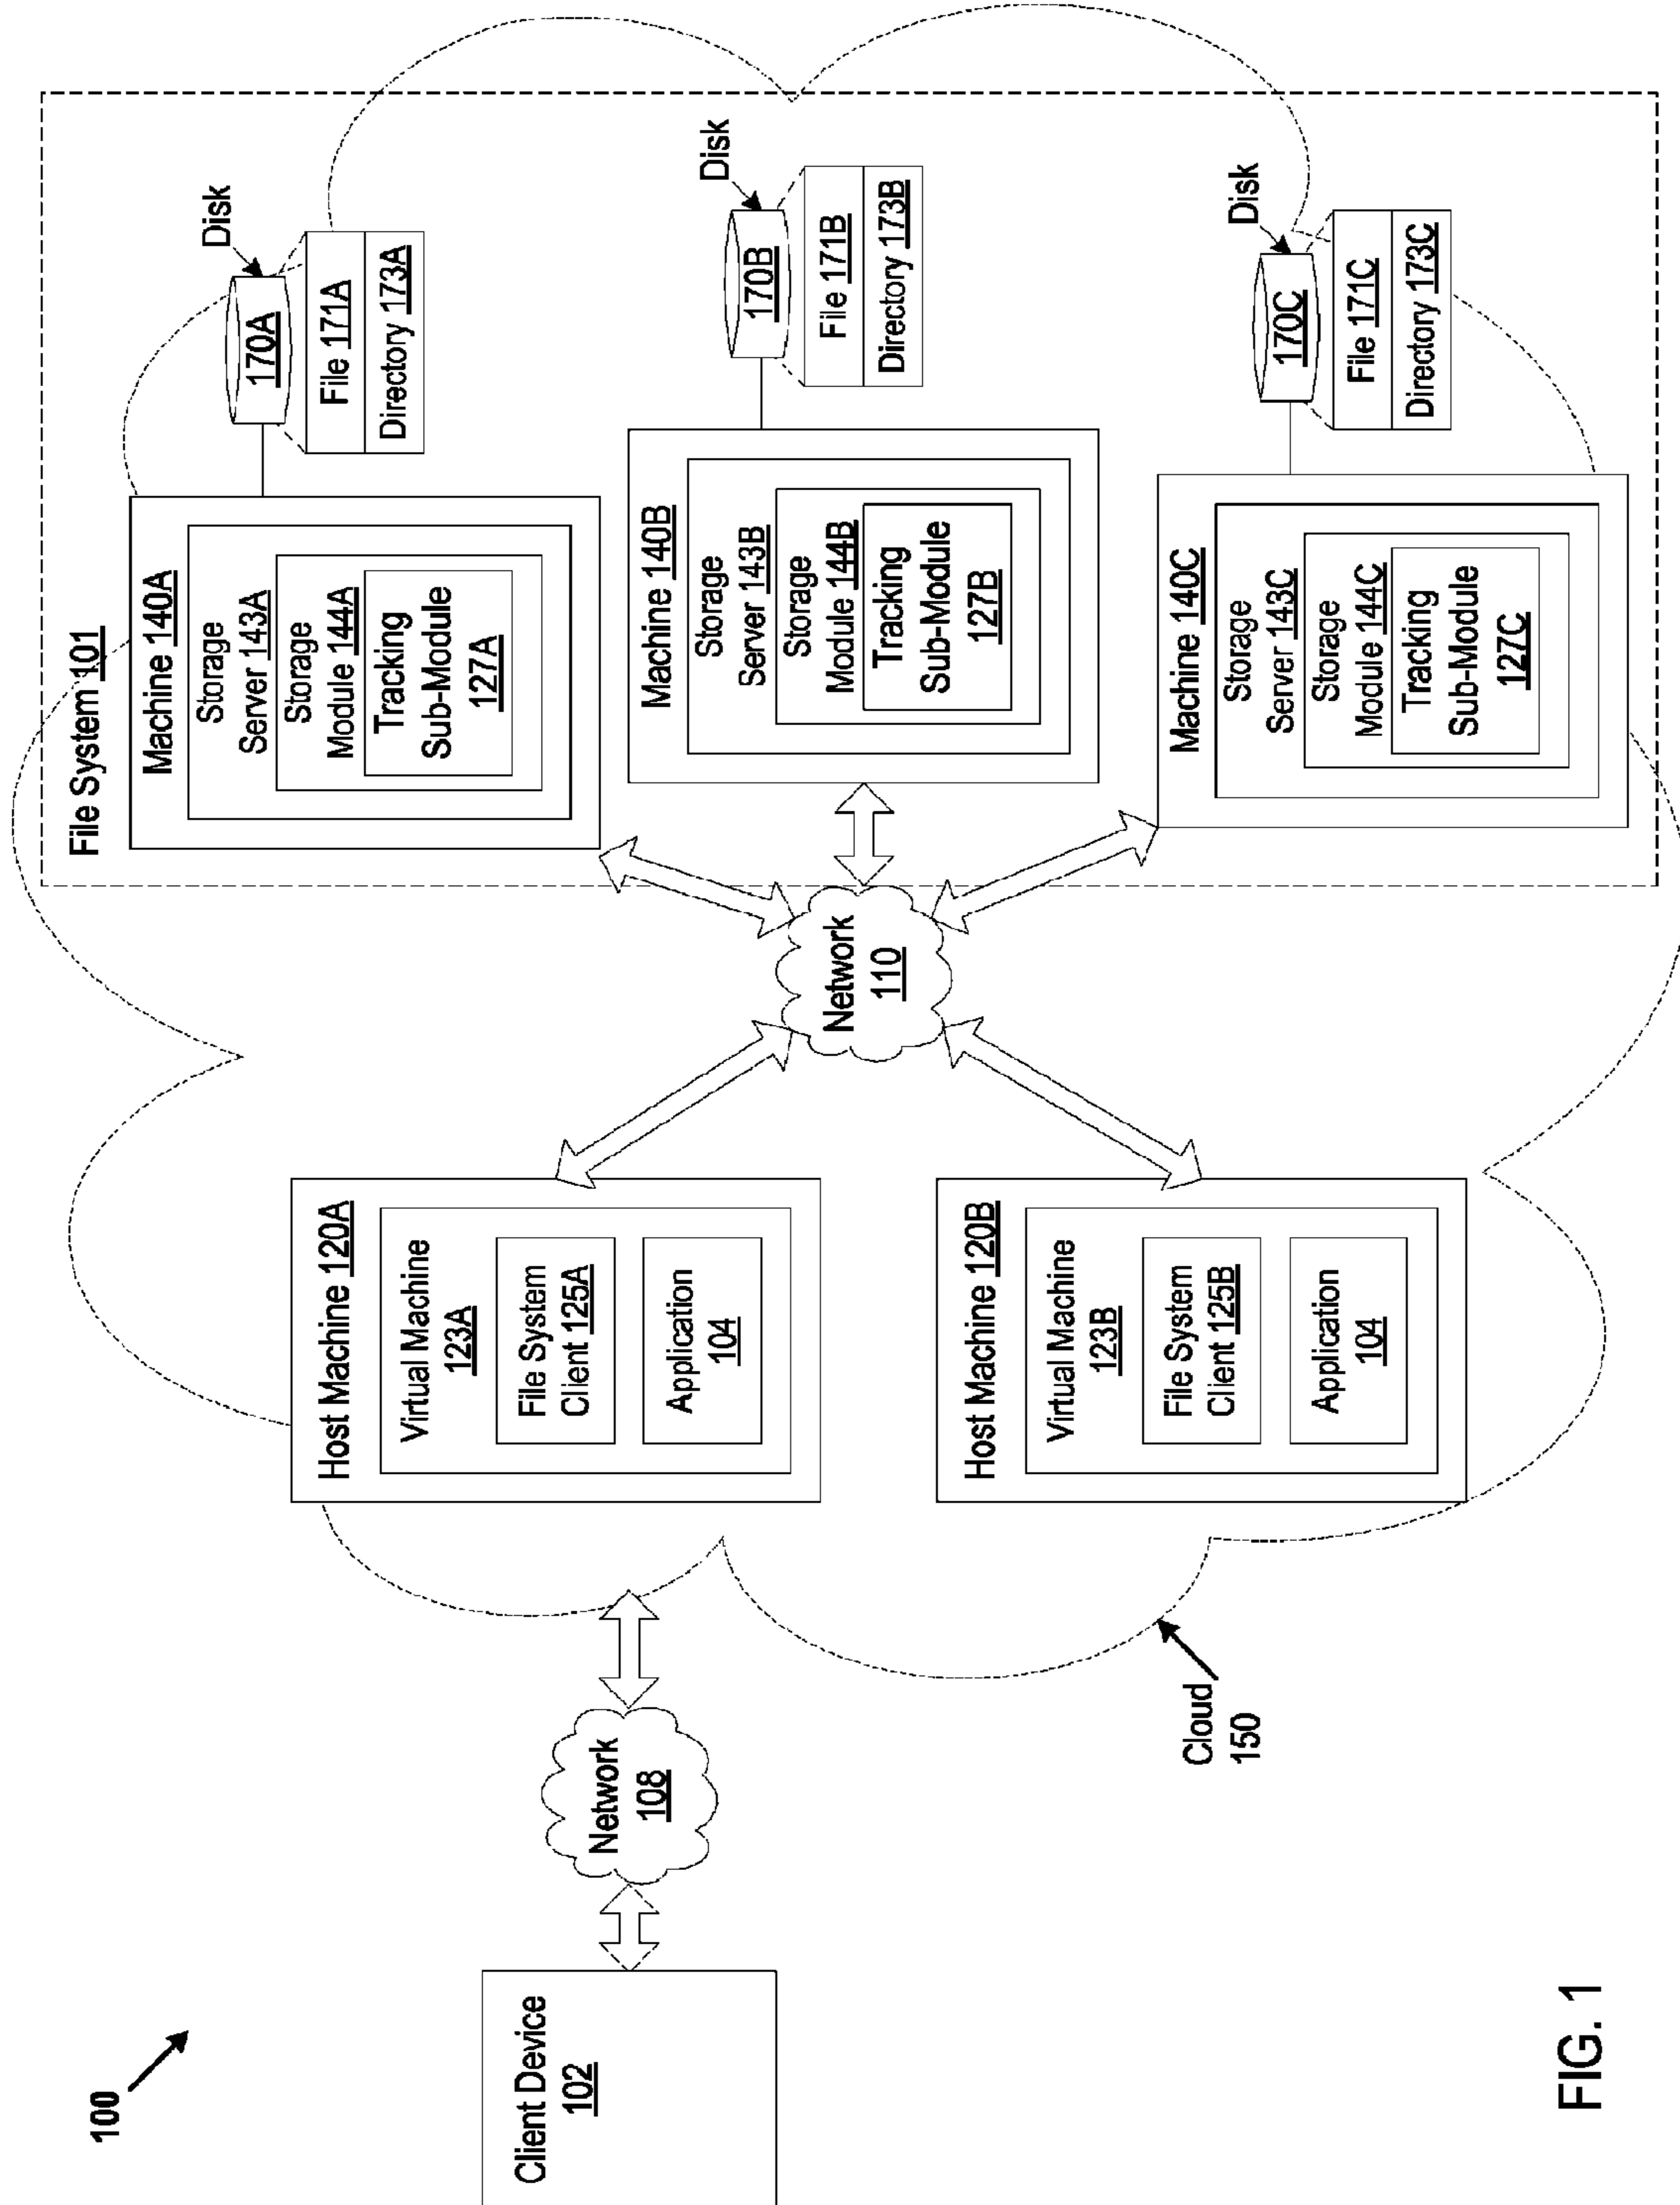 100
Client Device
102
Network
108
Cloud
150
Host Machine 120A
Virtual Machine
123A
File System
Client 125A
Application
104
Host Machine 120B
Virtual Machine
123B
File System
Client 125B
Application
104
Network
110
File System 101
Machine 140A
Storage
Server 143A
Storage
Module 144A
Tracking
Sub-Module
127A
Disk
170A
File 171A
Directory 173A
Machine 140B
Storage
Server 143B
Storage
Module 144B
Tracking
Sub-Module
127B
Disk
170B
File 171B
Directory 173B
Machine 140C
Storage
Server 143C
Storage
Module 144C
Tracking
Sub-Module
127C
Disk
170C
File 171C
Directory 173C
FIG. 1